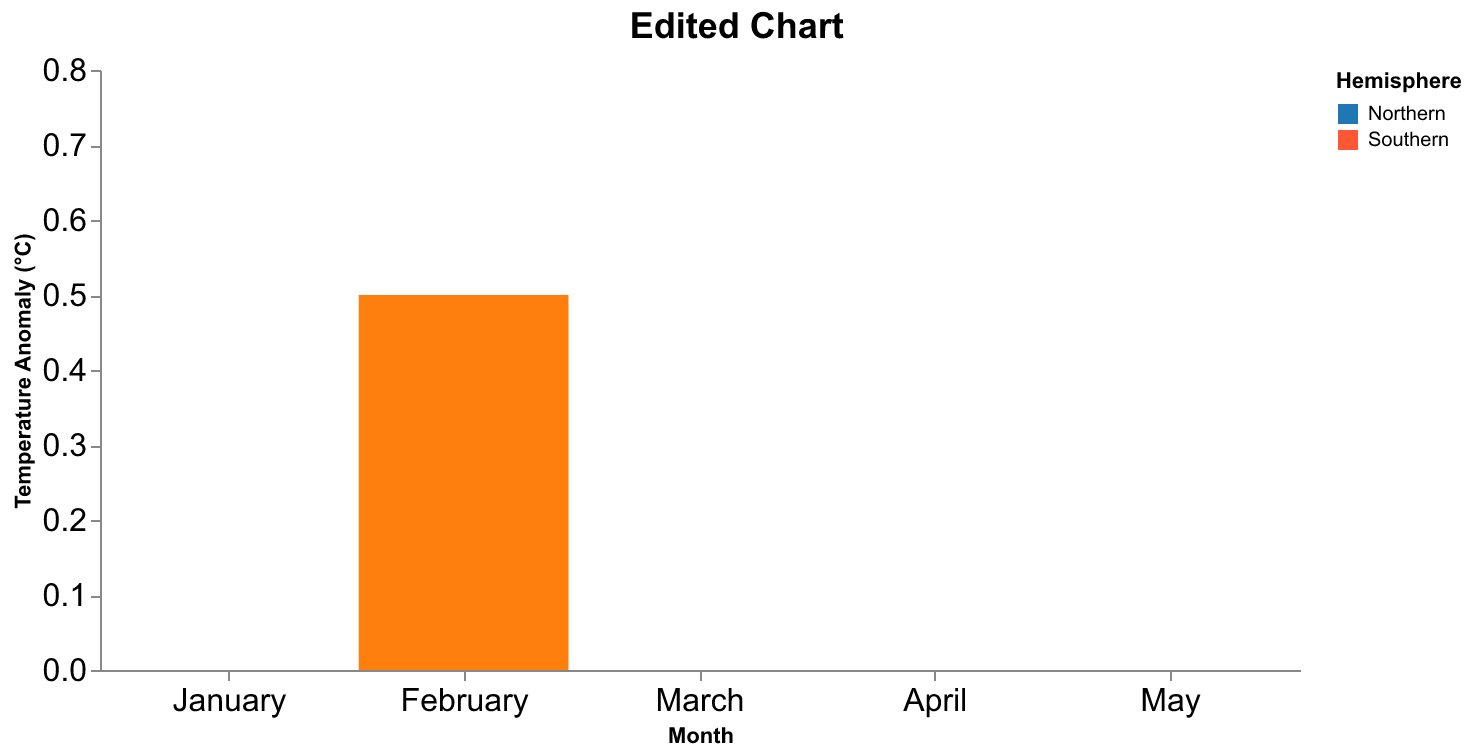 Edited Chart
0.8
0.7
0.6
0.5
0.4
0.3
0.2
0.1
0.0
Temperature Anomaly (°C)
January February March April May
Month
Hemisphere
Northern
Southern